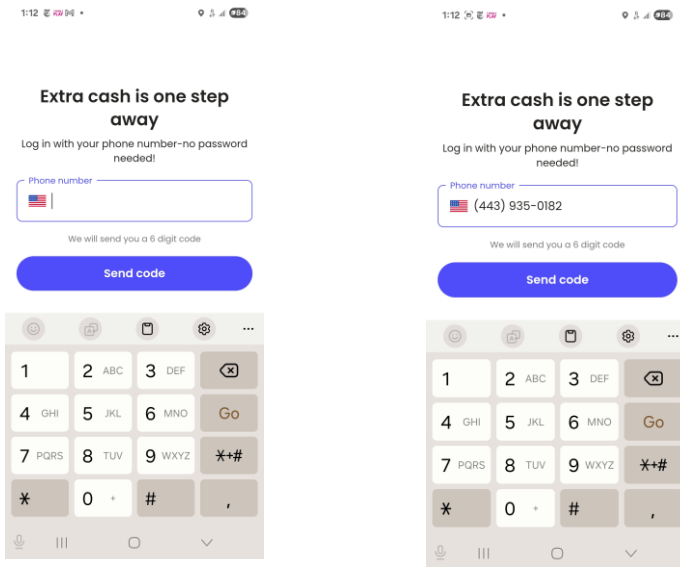 1:12
84
Extra cash is one step
away
Log in with your phone number-no password
needed!
Phone number
We will send you a 6 digit code
Send code
1
2 ABC
3 DEF
4 GHI
5 JKL
6 MNO
Go
7 PQRS
8 TUV
9 WXYZ
*+#
*
0 +
#
,
1:12
84
Extra cash is one step
away
Log in with your phone number-no password
needed!
Phone number
(443) 935-0182
We will send you a 6 digit code
Send code
1
2 ABC
3 DEF
4 GHI
5 JKL
6 MNO
Go
7 PQRS
8 TUV
9 WXYZ
*+#
*
0 +
#
,